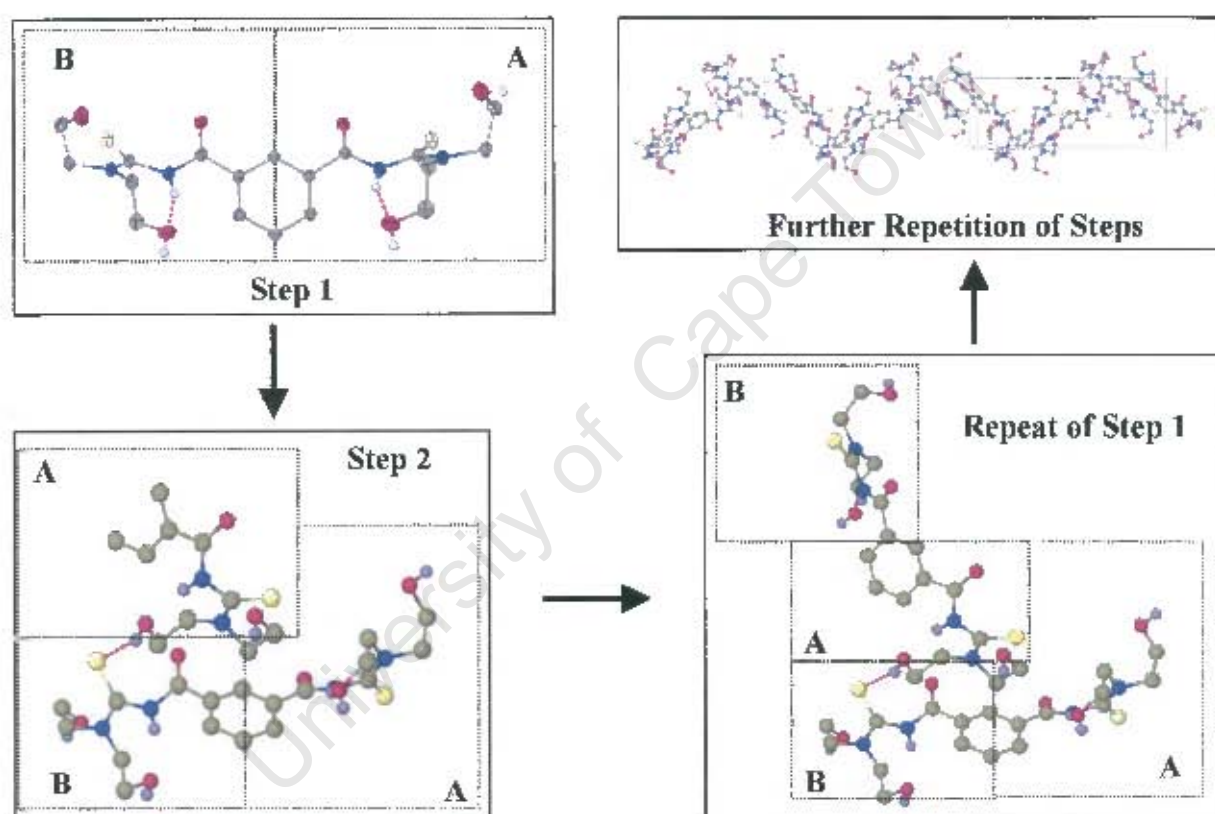 B
A
Step 1
Further Repetition of Steps
A
Step 2
B
A
B
Repeat of Step 1
A
B
A
University of Cape Town